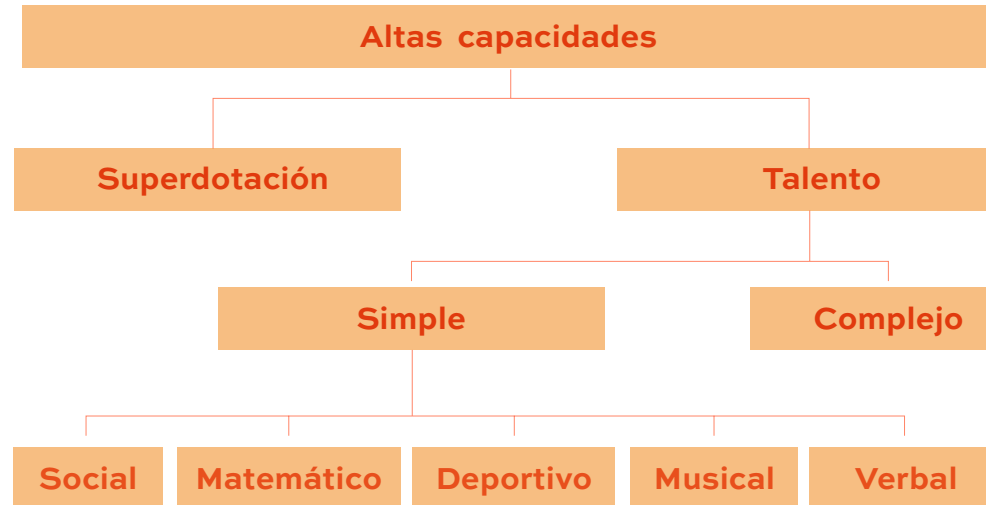 Altas capacidades
Superdotación
Talento
Simple
Complejo
Social
Matemático
Deportivo
Musical
Verbal